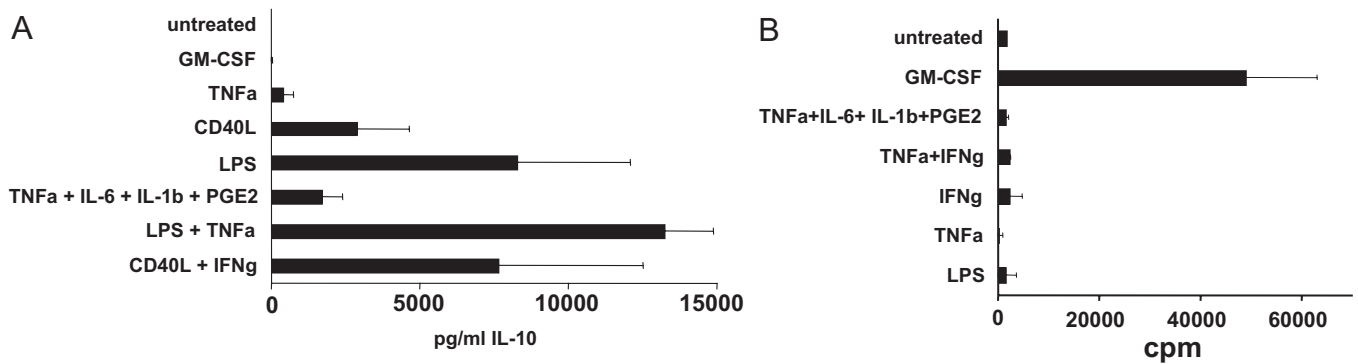 A
untreated
GM-CSF
TNFa
CD40L
LPS
TNFa + IL-6 + IL-1b + PGE2
LPS + TNFa
CD40L + IFNg
0 5000 10000 15000
pg/ml IL-10
B
untreated
GM-CSF
TNFa+IL-6+ IL-1b+PGE2
TNFa+IFNg
IFNg
TNFa
LPS
0 20000 40000 60000
cpm